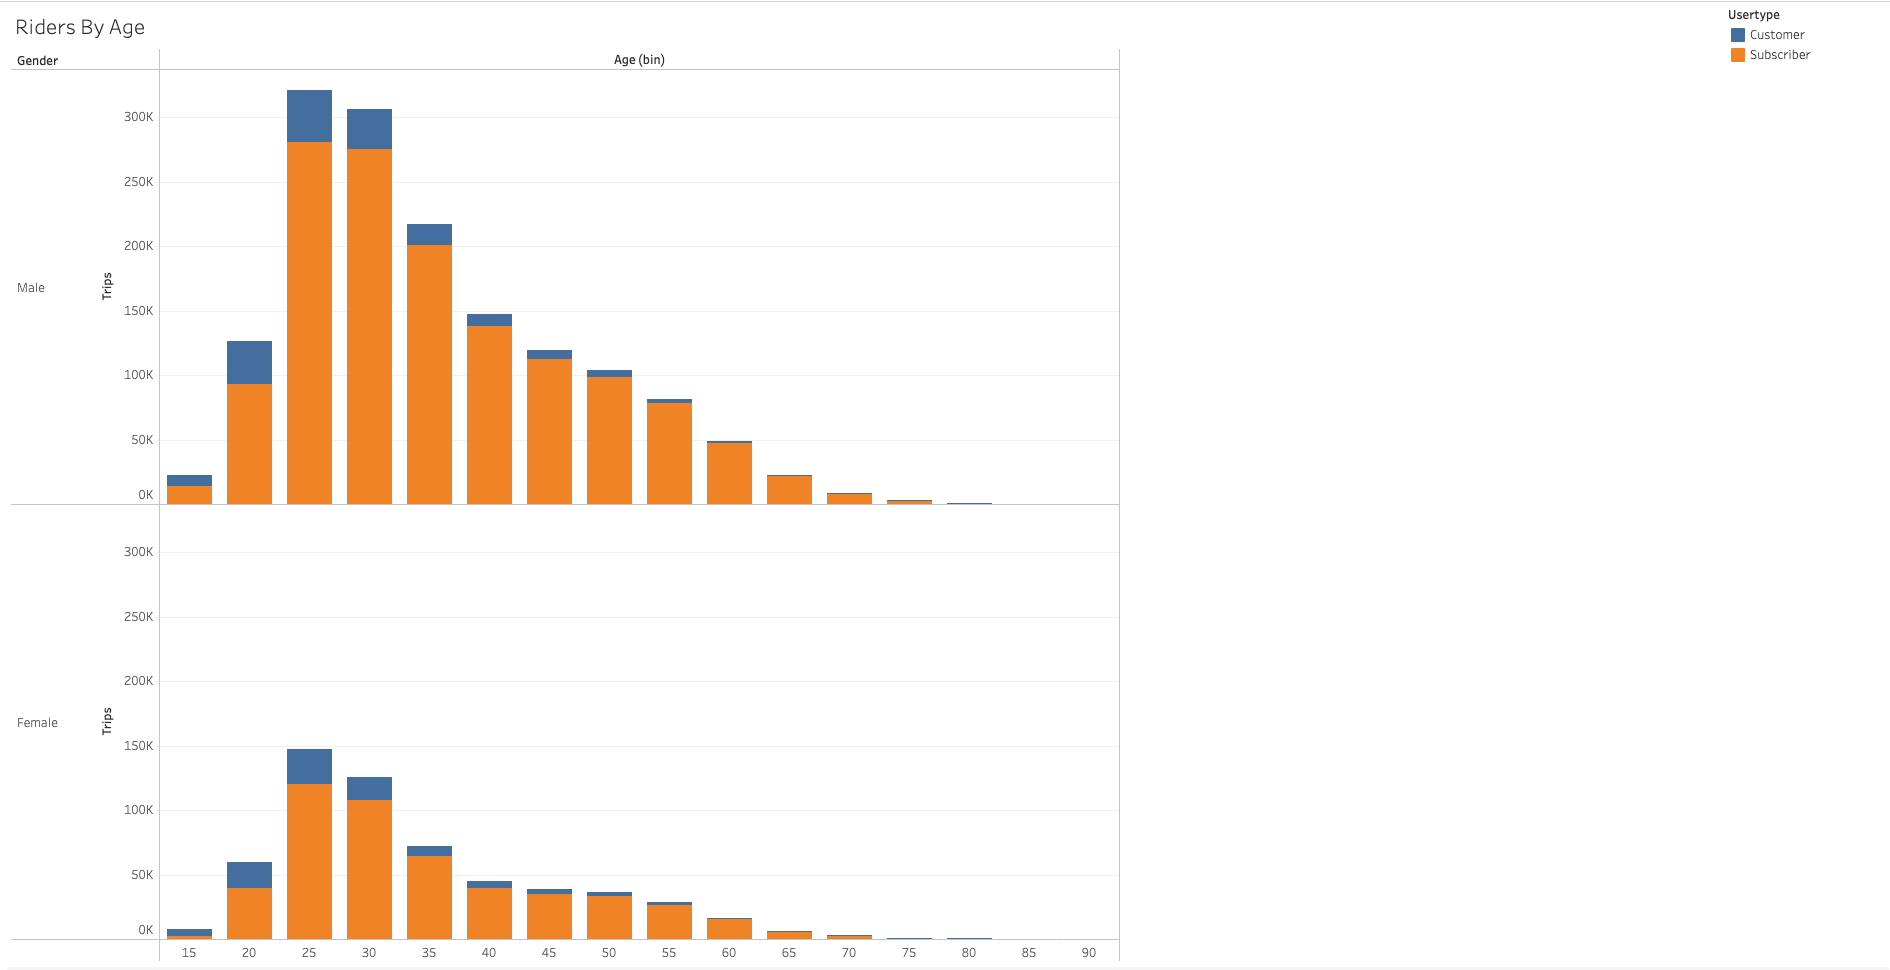 Riders By Age
Usertype
Customer
Subscriber
Gender
Age (bin)
Male
Trips
300K
250K
200K
150K
100K
50K
0K
Female
Trips
300K
250K
200K
150K
100K
50K
0K
15 20 25 30 35 40 45 50 55 60 65 70 75 80 85 90